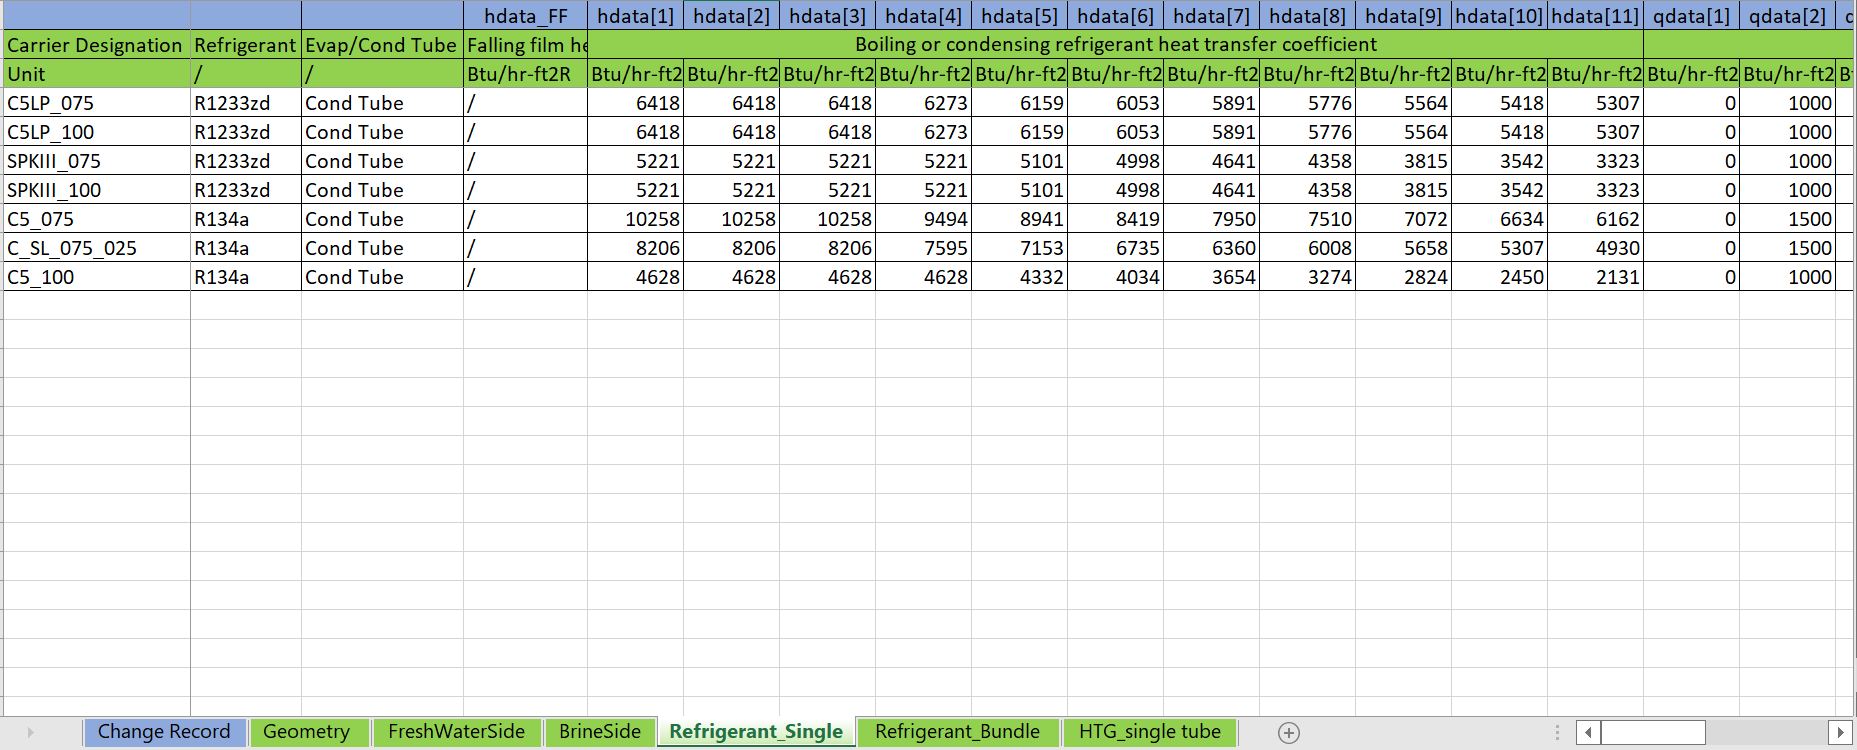 hdata_FF hdata[1] hdata[2] hdata[3] hdata[4] hdata[5] hdata[6] hdata[7] hdata[8] hdata[9] hdata[10] hdata[11] qdata[1] qdata[2]
Carrier Designation Refrigerant Evap/Cond Tube Falling film he Boiling or condensing refrigerant heat transfer coefficient
Unit / / Btu/hr-ft2R Btu/hr-ft2 Btu/hr-ft2 Btu/hr-ft2 Btu/hr-ft2 Btu/hr-ft2 Btu/hr-ft2 Btu/hr-ft2 Btu/hr-ft2 Btu/hr-ft2 Btu/hr-ft2 Btu/hr-ft2 Btu/hr-ft2 Btu/hr-ft2
C5LP_075 R1233zd Cond Tube / 6418 6418 6418 6273 6159 6053 5891 5776 5564 5418 5307 0 1000
C5LP_100 R1233zd Cond Tube / 6418 6418 6418 6273 6159 6053 5891 5776 5564 5418 5307 0 1000
SPKIII_075 R1233zd Cond Tube / 5221 5221 5221 5221 5101 4998 4641 4358 3815 3542 3323 0 1000
SPKIII_100 R1233zd Cond Tube / 5221 5221 5221 5221 5101 4998 4641 4358 3815 3542 3323 0 1000
C5_075 R134a Cond Tube / 10258 10258 10258 9494 8941 8419 7950 7510 7072 6634 6162 0 1500
C_SL_075_025 R134a Cond Tube / 8206 8206 8206 7595 7153 6735 6360 6008 5658 5307 4930 0 1500
C5_100 R134a Cond Tube / 4628 4628 4628 4628 4332 4034 3654 3274 2824 2450 2131 0 1000
Change Record Geometry FreshWaterSide BrineSide Refrigerant_Single Refrigerant_Bundle HTG_single tube